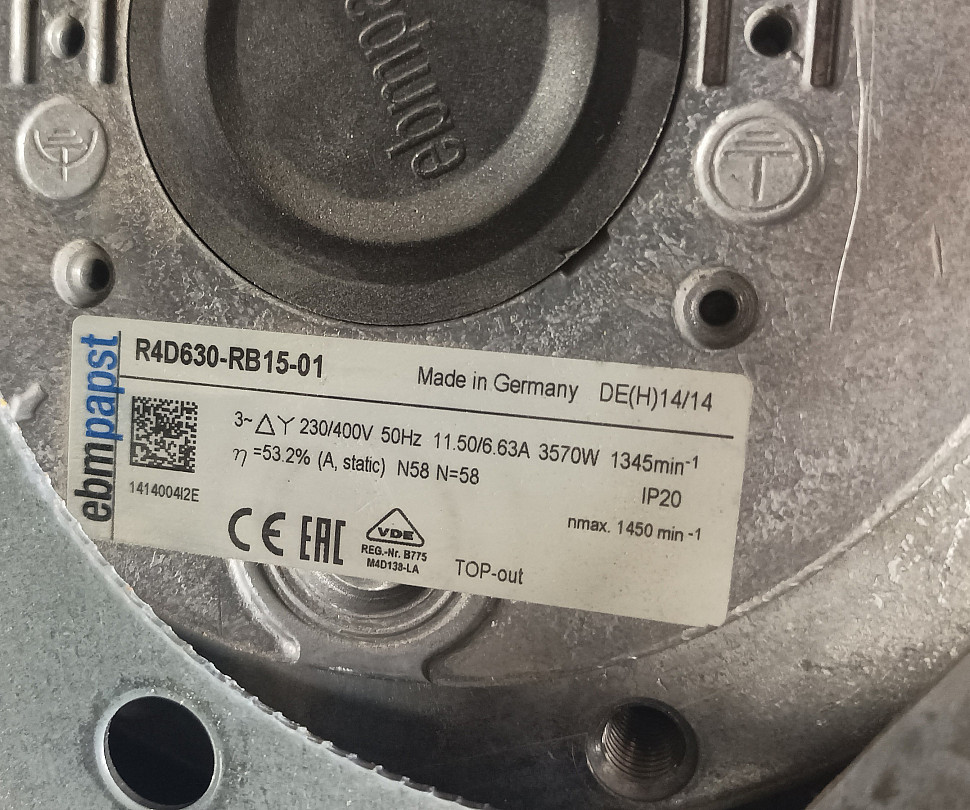 ebmpapst
ebmpapst
R4D630-RB15-01
Made in Germany DE(H)14/14
3~ △ Y 230/400V 50Hz 11.50/6.63A 3570W 1345min-¹
η =53.2% (A, static) N58 N=58
IP20
1414004I2E
nmax. 1450 min -1
CE EAC
VDE
REG.-Nr. B775
M4D138-LA
TOP-out